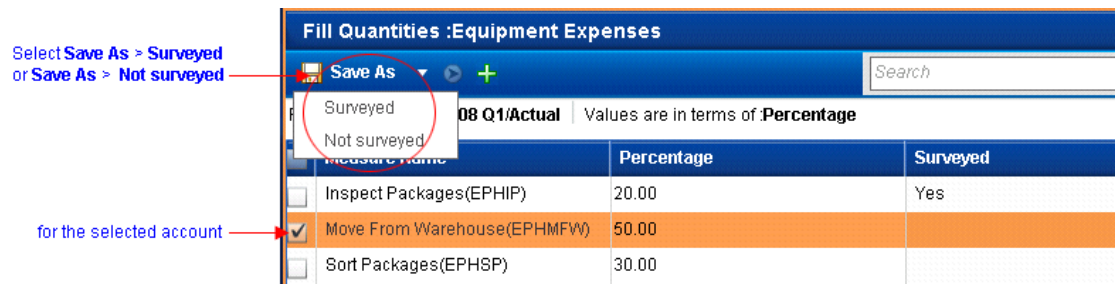 Fill Quantities :Equipment Expenses
Select Save As > Surveyed
or Save As > Not surveyed
Save As
Search
Surveyed
Not surveyed
08 Q1/Actual Values are in terms of:Percentage
Measure Name Percentage Surveyed
Inspect Packages(EPHIP) 20.00 Yes
for the selected account
Move From Warehouse(EPHMFW) 50.00
Sort Packages(EPHSP) 30.00